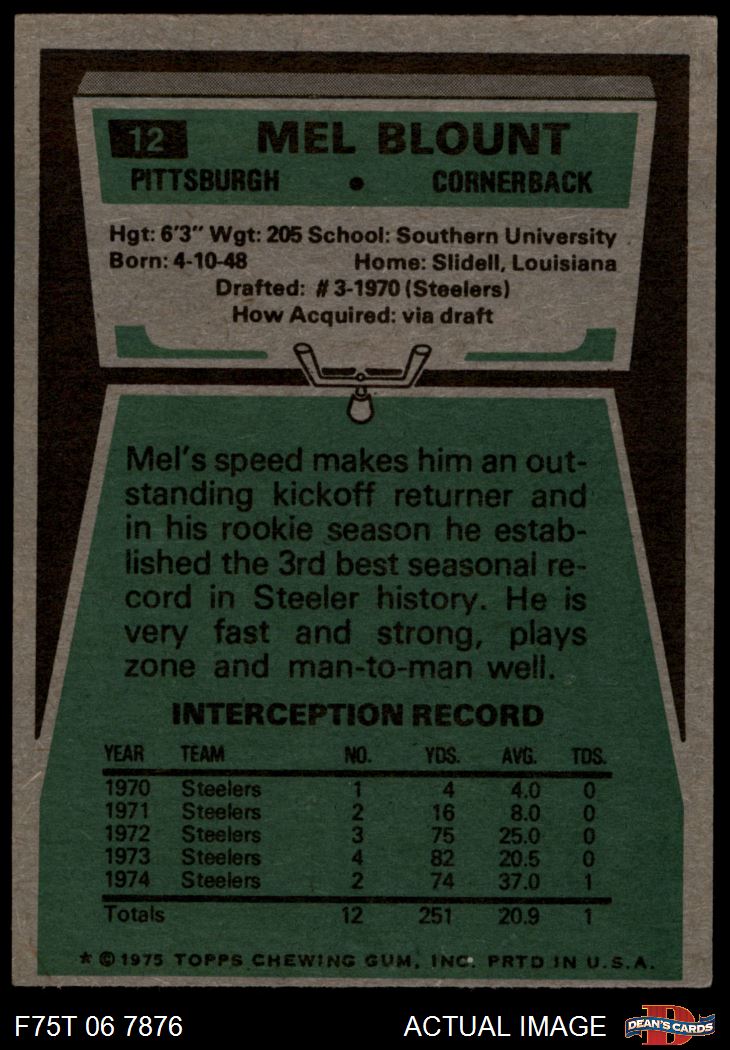 12 MEL BLOUNT
PITTSBURGH • CORNERBACK
Hgt: 6'3" Wgt: 205 School: Southern University
Born: 4-10-48 Home: Slidell, Louisiana
Drafted: #3-1970 (Steelers)
How Acquired: via draft
Mel's speed makes him an out-
standing kickoff returner and
in his rookie season he estab-
lished the 3rd best seasonal re-
cord in Steeler history. He is
very fast and strong, plays
zone and man-to-man well.
INTERCEPTION RECORD
YEAR TEAM NO. YDS. AVG. TDS.
1970 Steelers 1 4 4.0 0
1971 Steelers 2 16 8.0 0
1972 Steelers 3 75 25.0 0
1973 Steelers 4 82 20.5 0
1974 Steelers 2 74 37.0 1
Totals 12 251 20.9 1
* © 1975 TOPPS CHEWING GUM, INC. PRTD IN U.S.A.
F75T 06 7876 ACTUAL IMAGE
D
DEAN'S CARDS